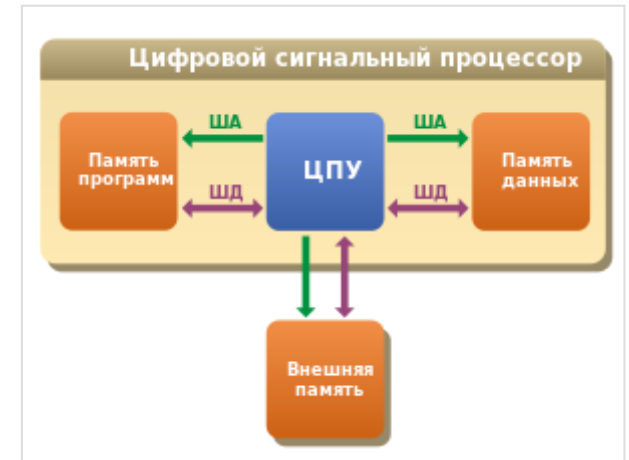 Цифровой сигнальный процессор
ША
ША
Память
программ
ЦПУ
Память
данных
ШД
ШД
Внешняя
память